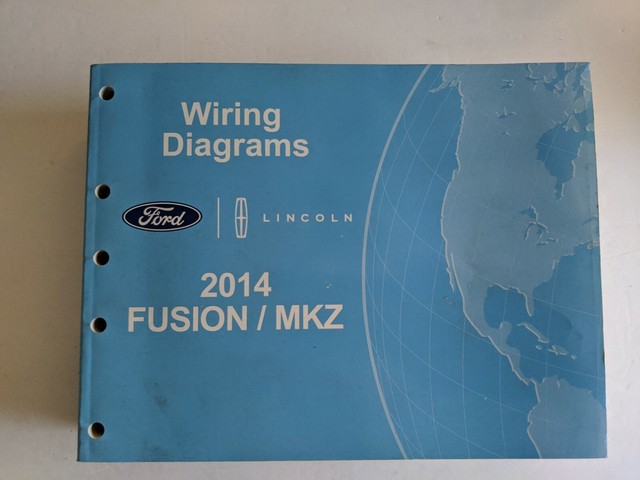 Wiring
Diagrams
Ford
LINCOLN
2014
FUSION / MKZ